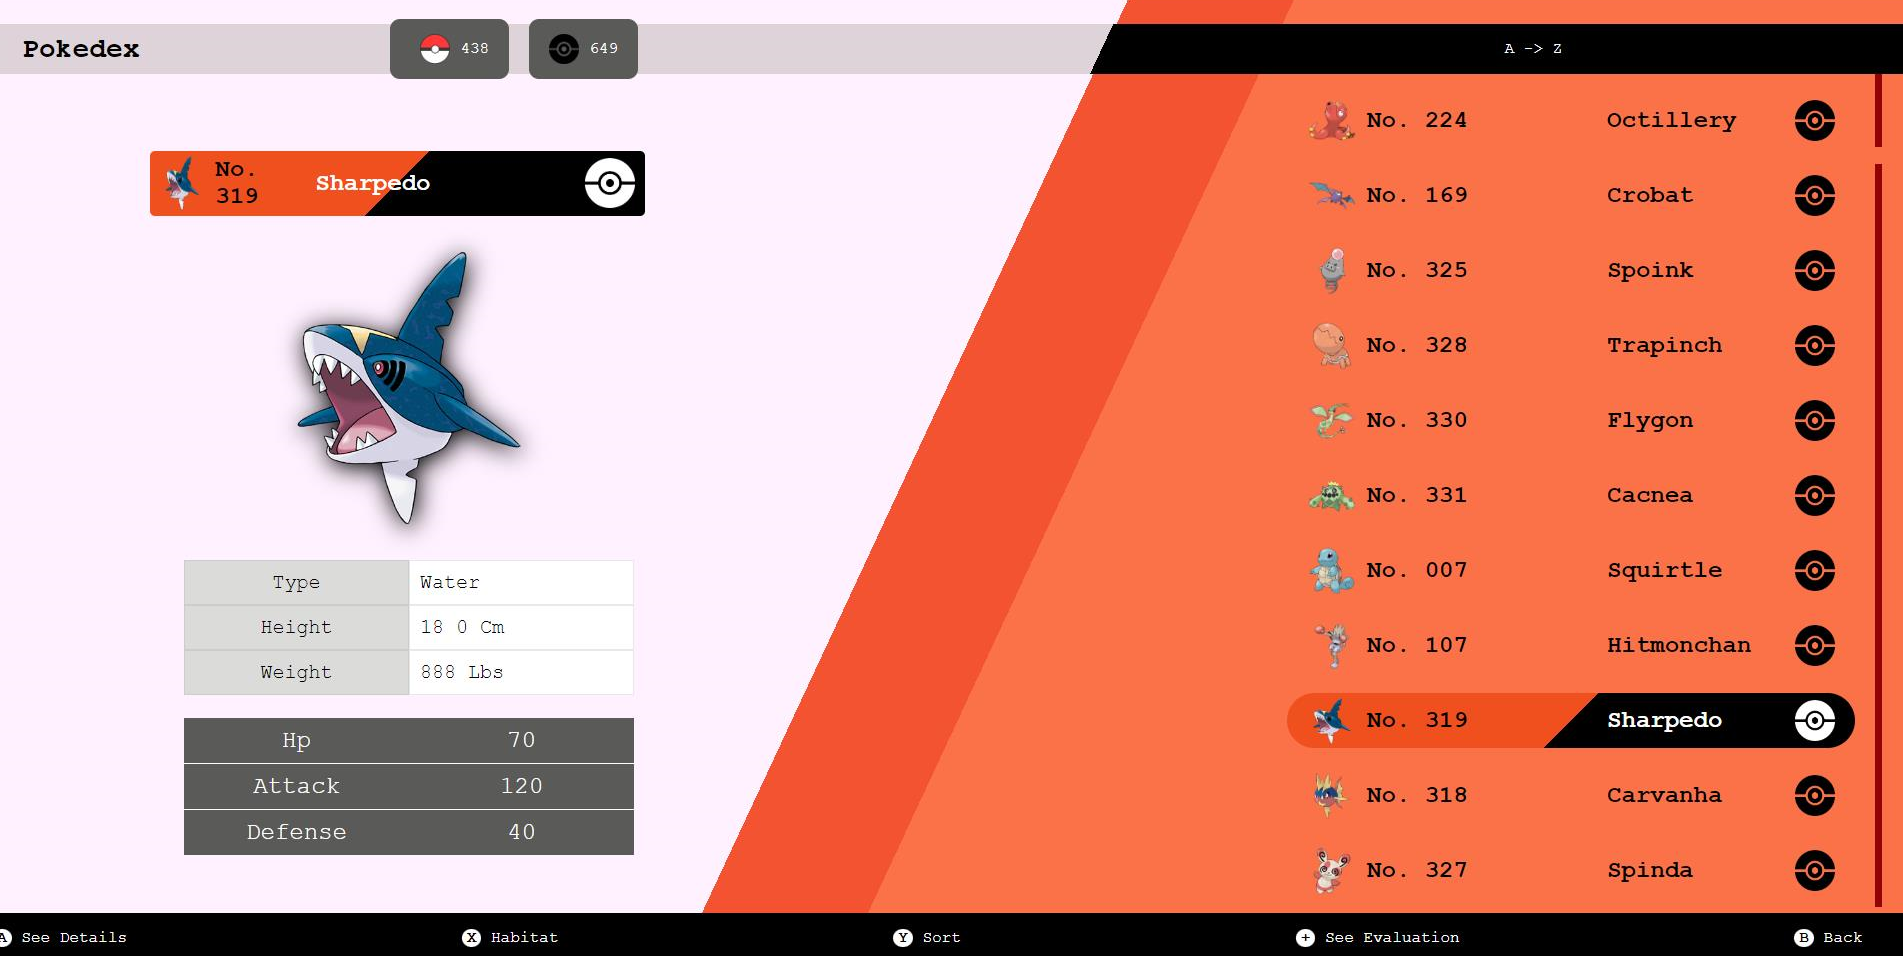 Pokedex
438
649
A -> Z
No.
319
Sharpedo
Type Water
Height 18 0 Cm
Weight 888 Lbs
Hp 70
Attack 120
Defense 40
No. 224 Octillery
No. 169 Crobat
No. 325 Spoink
No. 328 Trapinch
No. 330 Flygon
No. 331 Cacnea
No. 007 Squirtle
No. 107 Hitmonchan
No. 319 Sharpedo
No. 318 Carvanha
No. 327 Spinda
A See Details
X Habitat
Y Sort
+ See Evaluation
B Back